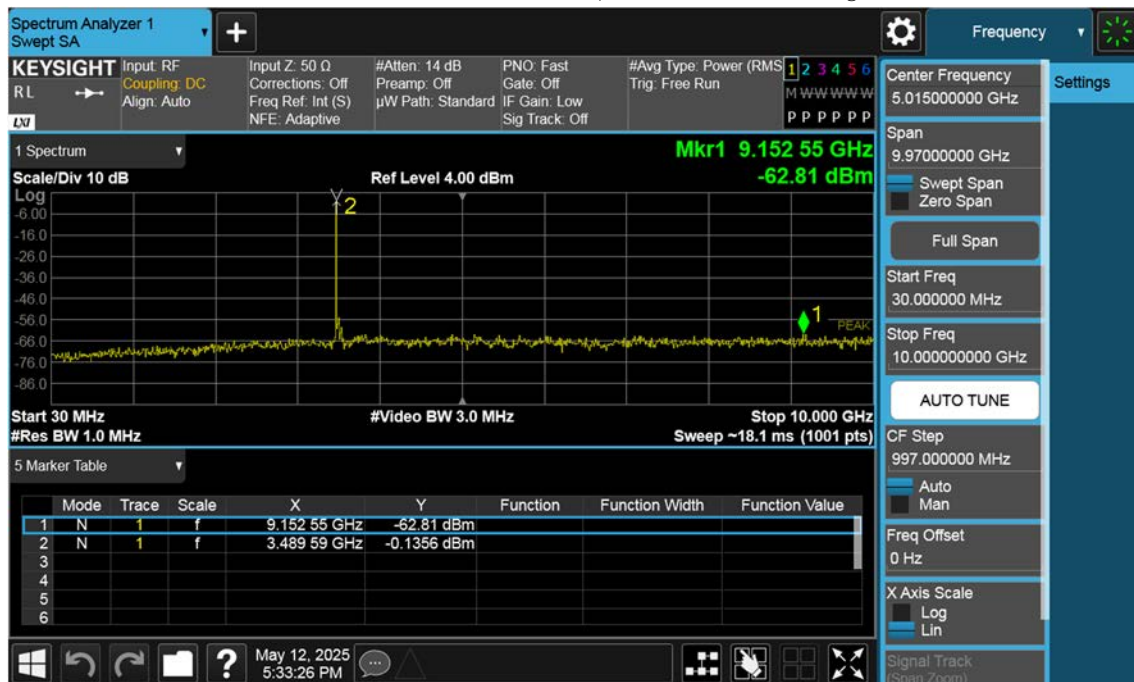 Spectrum Analyzer 1
Swept SA
Frequency
KEYSIGHT
RL
LXI
Input: RF
Coupling: DC
Align: Auto
Input Z: 50 Ω
Corrections: Off
Freq Ref: Int (S)
NFE: Adaptive
#Atten: 14 dB
Preamp: Off
µW Path: Standard
PNO: Fast
Gate: Off
IF Gain: Low
Sig Track: Off
#Avg Type: Power (RMS
Trig: Free Run
1 2 3 4 5 6
M W W W W W
P P P P P P
1 Spectrum
Scale/Div 10 dB
Ref Level 4.00 dBm
Mkr1 9.152 55 GHz
-62.81 dBm
Log
-6.00
-16.0
-26.0
-36.0
-46.0
-56.0
-66.0
-76.0
-86.0
2
1
PEAK
Start 30 MHz
#Res BW 1.0 MHz
#Video BW 3.0 MHz
Stop 10.000 GHz
Sweep ~18.1 ms (1001 pts)
5 Marker Table
Mode Trace Scale X Y Function Function Width Function Value
1 N 1 f 9.152 55 GHz -62.81 dBm
2 N 1 f 3.489 59 GHz -0.1356 dBm
3
4
5
6
May 12, 2025
5:33:26 PM
Center Frequency
5.015000000 GHz
Span
9.97000000 GHz
Swept Span
Zero Span
Full Span
Start Freq
30.000000 MHz
Stop Freq
10.000000000 GHz
AUTO TUNE
CF Step
997.000000 MHz
Auto
Man
Freq Offset
0 Hz
X Axis Scale
Log
Lin
Signal Track
(Span Zoom)
Settings